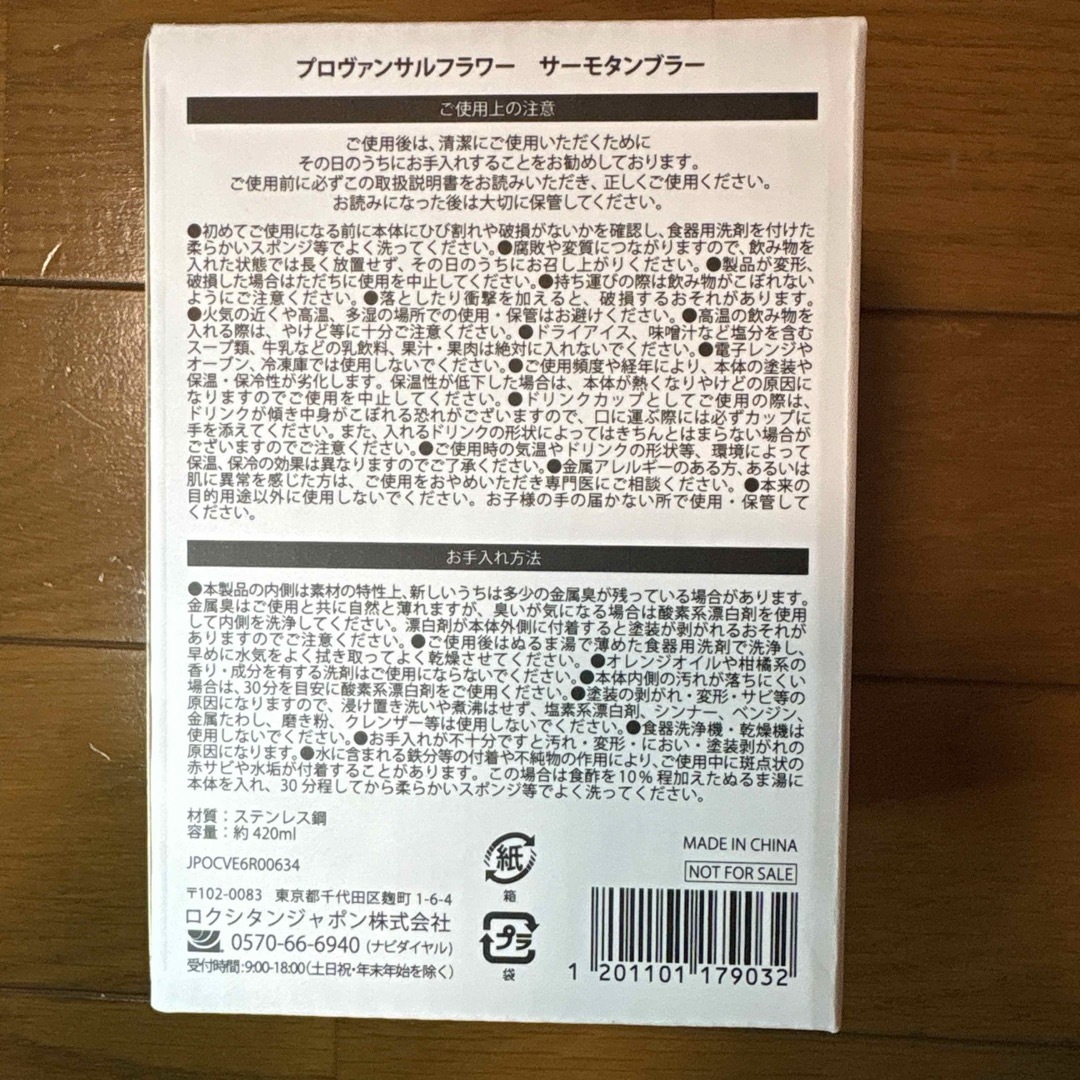 プロヴァンサルフラワー　サーモタンブラー
ご使用上の注意
ご使用後は、清潔にご使用いただくために
その日のうちにお手入れすることをお勧めしております。
ご使用前に必ずこの取扱説明書をお読みいただき、正しくご使用ください。
お読みになった後は大切に保管してください。
●初めてご使用になる前に本体にひび割れや破損がないかを確認し、食器用洗剤を付けた
柔らかいスポンジ等でよく洗ってください。●腐敗や変質につながりますので、飲み物を
入れた状態では長く放置せず、その日のうちにお召し上がりください。●製品が変形、
破損した場合はただちに使用を中止してください。●持ち運びの際は飲み物がこぼれない
ようにご注意ください。●落としたり衝撃を加えると、破損するおそれがあります。
●火気の近くや高温、多湿の場所での使用・保管はお避けください。●高温の飲み物を
入れる際は、やけど等に十分ご注意ください。●ドライアイス、味噌汁など塩分を含む
スープ類、牛乳などの乳飲料、果汁・果肉は絶対に入れないでください。●電子レンジや
オーブン、冷凍庫では使用しないでください。●ご使用頻度や経年により、本体の塗装や
保温・保冷性が劣化します。保温性が低下した場合は、本体が熱くなりやけどの原因に
なりますのでご使用を中止してください。●ドリンクカップとしてご使用の際は、
ドリンクが傾き中身がこぼれる恐れがございますので、口に運ぶ際には必ずカップに
手を添えてください。また、入れるドリンクの形状によってはきちんとはまらない場合が
ございますのでご注意ください。●ご使用時の気温やドリンクの形状等、環境によって
保温、保冷の効果は異なりますのでご了承ください。●金属アレルギーのある方、あるいは
肌に異常を感じた方は、ご使用をおやめいただき専門医にご相談ください。●本来の
目的用途以外に使用しないでください。お子様の手の届かない所で使用・保管して
ください。
お手入れ方法
●本製品の内側は素材の特性上、新しいうちは多少の金属臭が残っている場合があります。
金属臭はご使用と共に自然と薄れますが、臭いが気になる場合は酸素系漂白剤を使用
して内側を洗浄してください。漂白剤が本体外側に付着すると塗装が剥がれるおそれが
ありますのでご注意ください。●ご使用後はぬるま湯で薄めた食器用洗剤で洗浄し、
早めに水気をよく拭き取ってよく乾燥させてください。●オレンジオイルや柑橘系の
香り・成分を有する洗剤はご使用にならないでください。●本体内側の汚れが落ちにくい
場合は、30分を目安に酸素系漂白剤をご使用ください。●塗装の剥がれ・変形・サビ等の
原因になりますので、浸け置き洗いや煮沸はせず、塩素系漂白剤、シンナー、ベンジン、
金属たわし、磨き粉、クレンザー等は使用しないでください。●食器洗浄機・乾燥機は
使用しないでください。●お手入れが不十分ですと汚れ・変形・におい・塗装剥がれの
原因になります。●水に含まれる鉄分等の付着や不純物の作用により、ご使用中に斑点状の
赤サビや水垢が付着することがあります。この場合は食酢を10%程加えたぬるま湯に
本体を入れ、30分程してから柔らかいスポンジ等でよく洗ってください。
材質：ステンレス鋼
容量：約420ml
JPOCVE6R00634
〒102-0083　東京都千代田区麹町1-6-4
ロクシタンジャポン株式会社
0570-66-6940（ナビダイヤル）
受付時間：9:00-18:00（土日祝・年末年始を除く）
紙
箱
プラ
袋
MADE IN CHINA
NOT FOR SALE
1 201101 179032